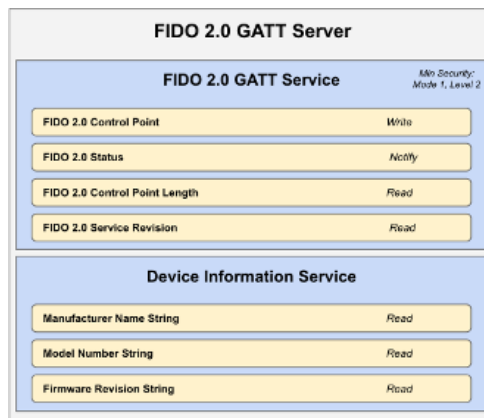 FIDO 2.0 GATT Server
FIDO 2.0 GATT Service
Min Security:
Mode 1, Level 2
FIDO 2.0 Control Point Write
FIDO 2.0 Status Notify
FIDO 2.0 Control Point Length Read
FIDO 2.0 Service Revision Read
Device Information Service
Manufacturer Name String Read
Model Number String Read
Firmware Revision String Read